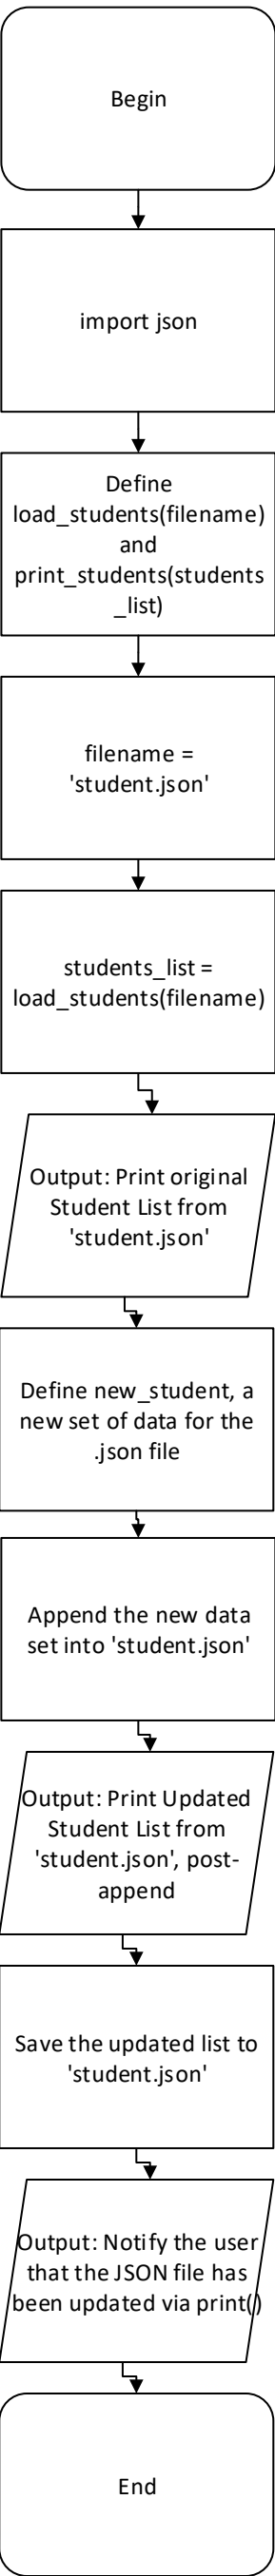 Begin
import json
Define
load_students(filename)
and
print_students(students
_list)
filename =
'student.json'
students_list =
load_students(filename)
Output: Print original
Student List from
'student.json'
Define new_student, a
new set of data for the
.json file
Append the new data
set into 'student.json'
Output: Print Updated
Student List from
'student.json', post-
append
Save the updated list to
'student.json'
Output: Notify the user
that the JSON file has
been updated via print()
End